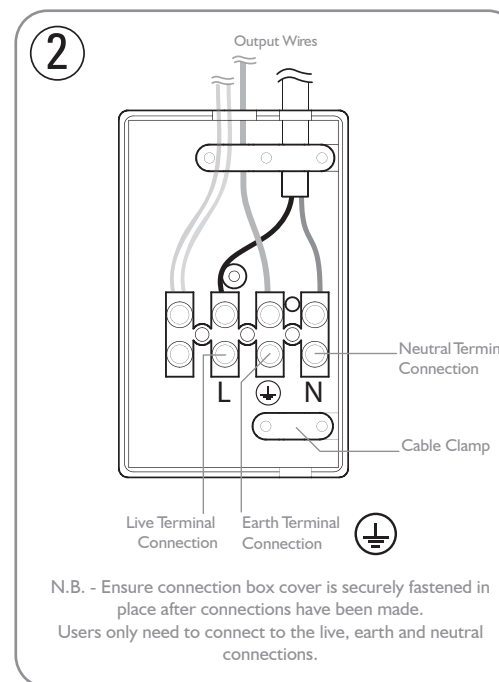 2
Output Wires
Neutral Termin
Connection
L
N
Cable Clamp
Live Terminal
Connection
Earth Terminal
Connection
N.B. - Ensure connection box cover is securely fastened in
place after connections have been made.
Users only need to connect to the live, earth and neutral
connections.